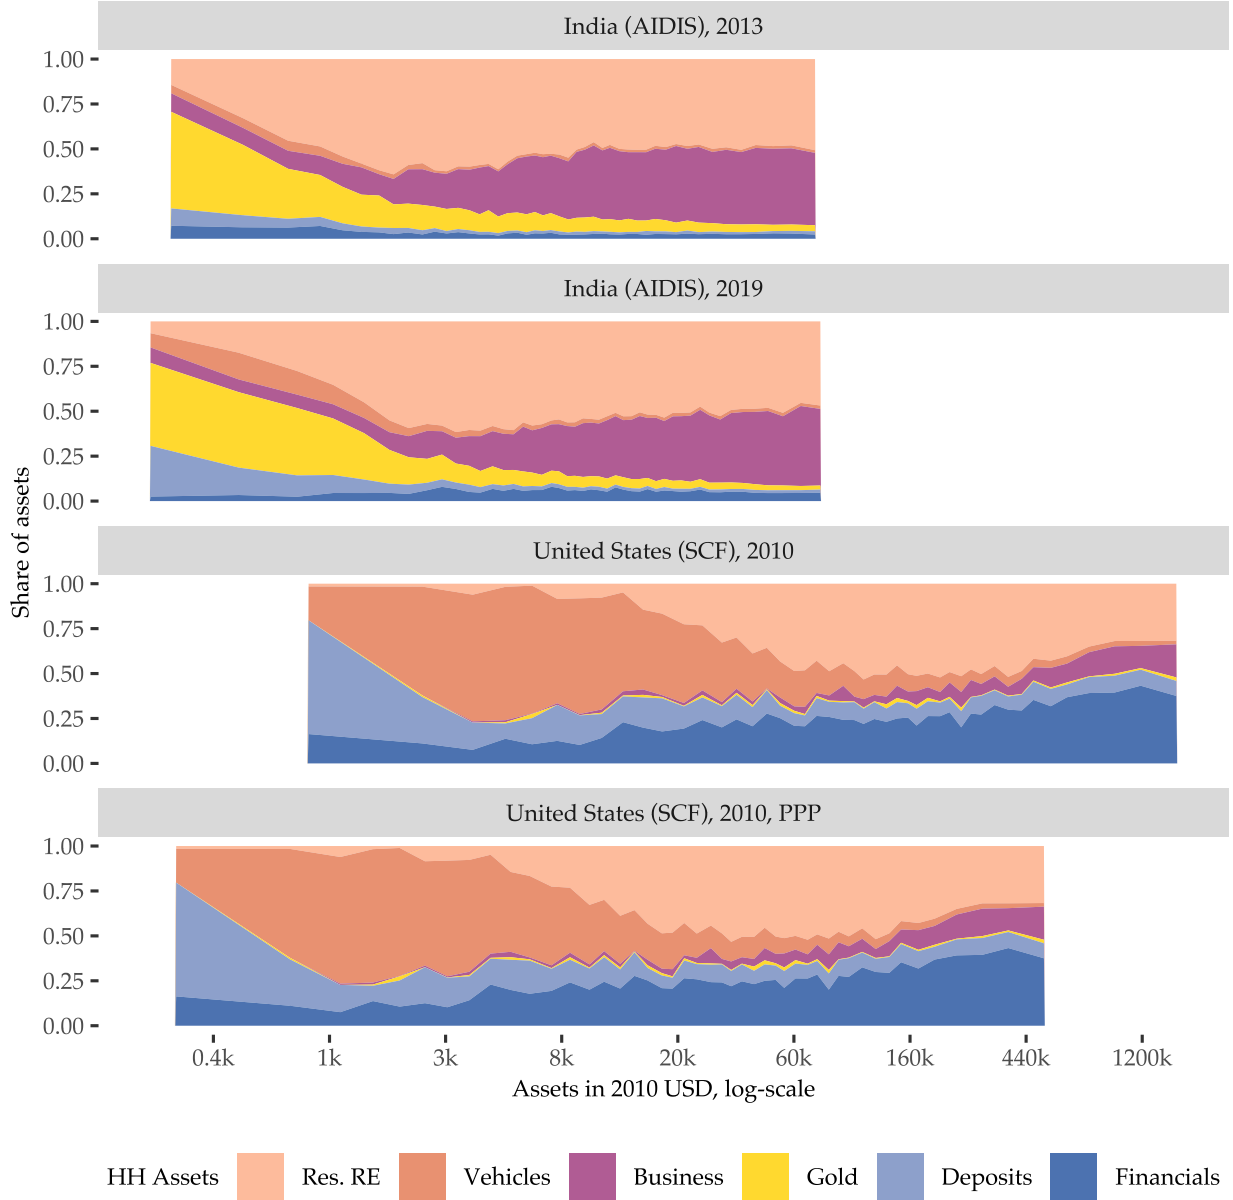 India (AIDIS), 2013
1.00
0.75
0.50
0.25
0.00
India (AIDIS), 2019
1.00
0.75
0.50
0.25
0.00
Share of assets
United States (SCF), 2010
1.00
0.75
0.50
0.25
0.00
United States (SCF), 2010, PPP
1.00
0.75
0.50
0.25
0.00
0.4k 1k 3k 8k 20k 60k 160k 440k 1200k
Assets in 2010 USD, log-scale
HH Assets Res. RE Vehicles Business Gold Deposits Financials